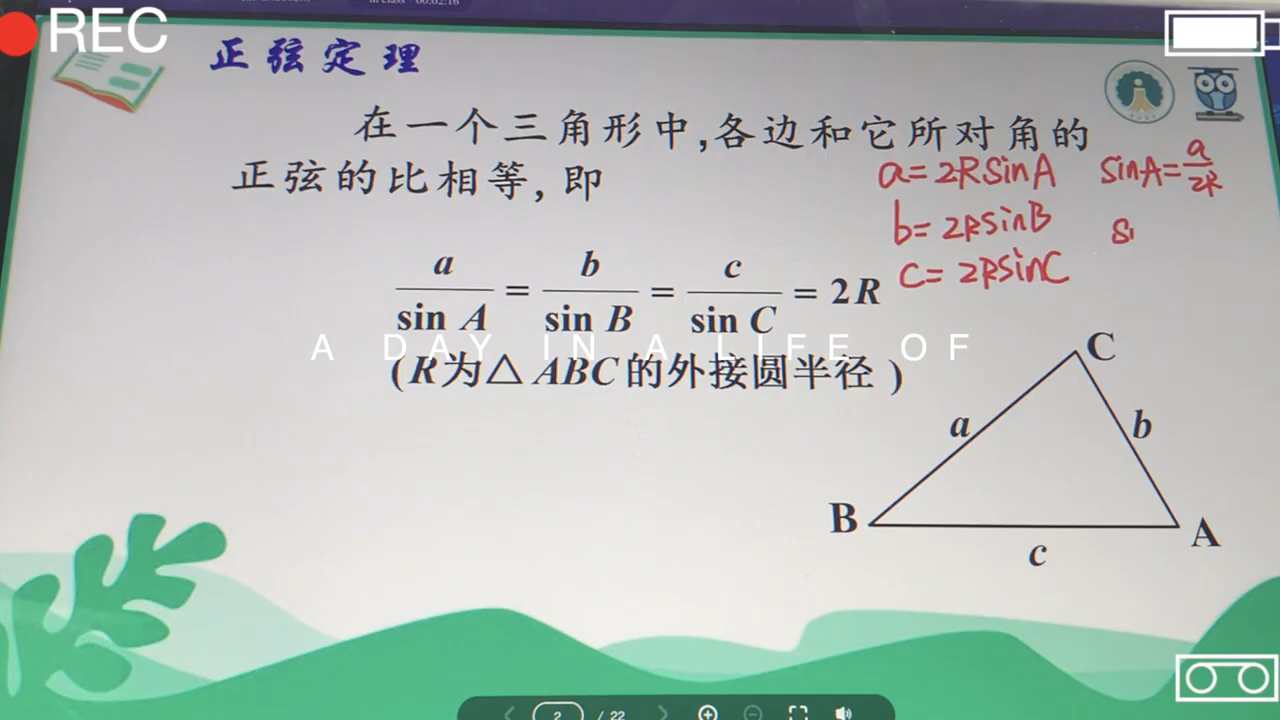 REC
正弦定理
在一个三角形中,各边和它所对角的
正弦的比相等, 即
a=2RSinA sinA=a/2R
b=2RsinB si
c=2RsinC
a/sin A = b/sin B = c/sin C = 2R
A DAY IN A LIFE OF
(R为△ABC的外接圆半径)
C
a b
B A
c
2 / 22